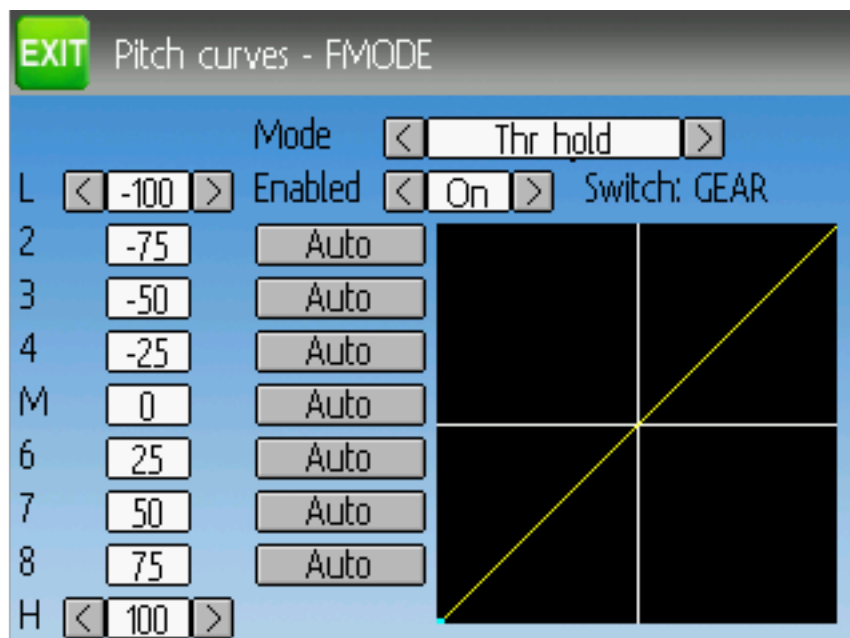 EXIT Pitch curves - FMODE
Mode < Thr hold >
L < -100 > Enabled < On > Switch: GEAR
2 -75 Auto
3 -50 Auto
4 -25 Auto
M 0 Auto
6 25 Auto
7 50 Auto
8 75 Auto
H < 100 >